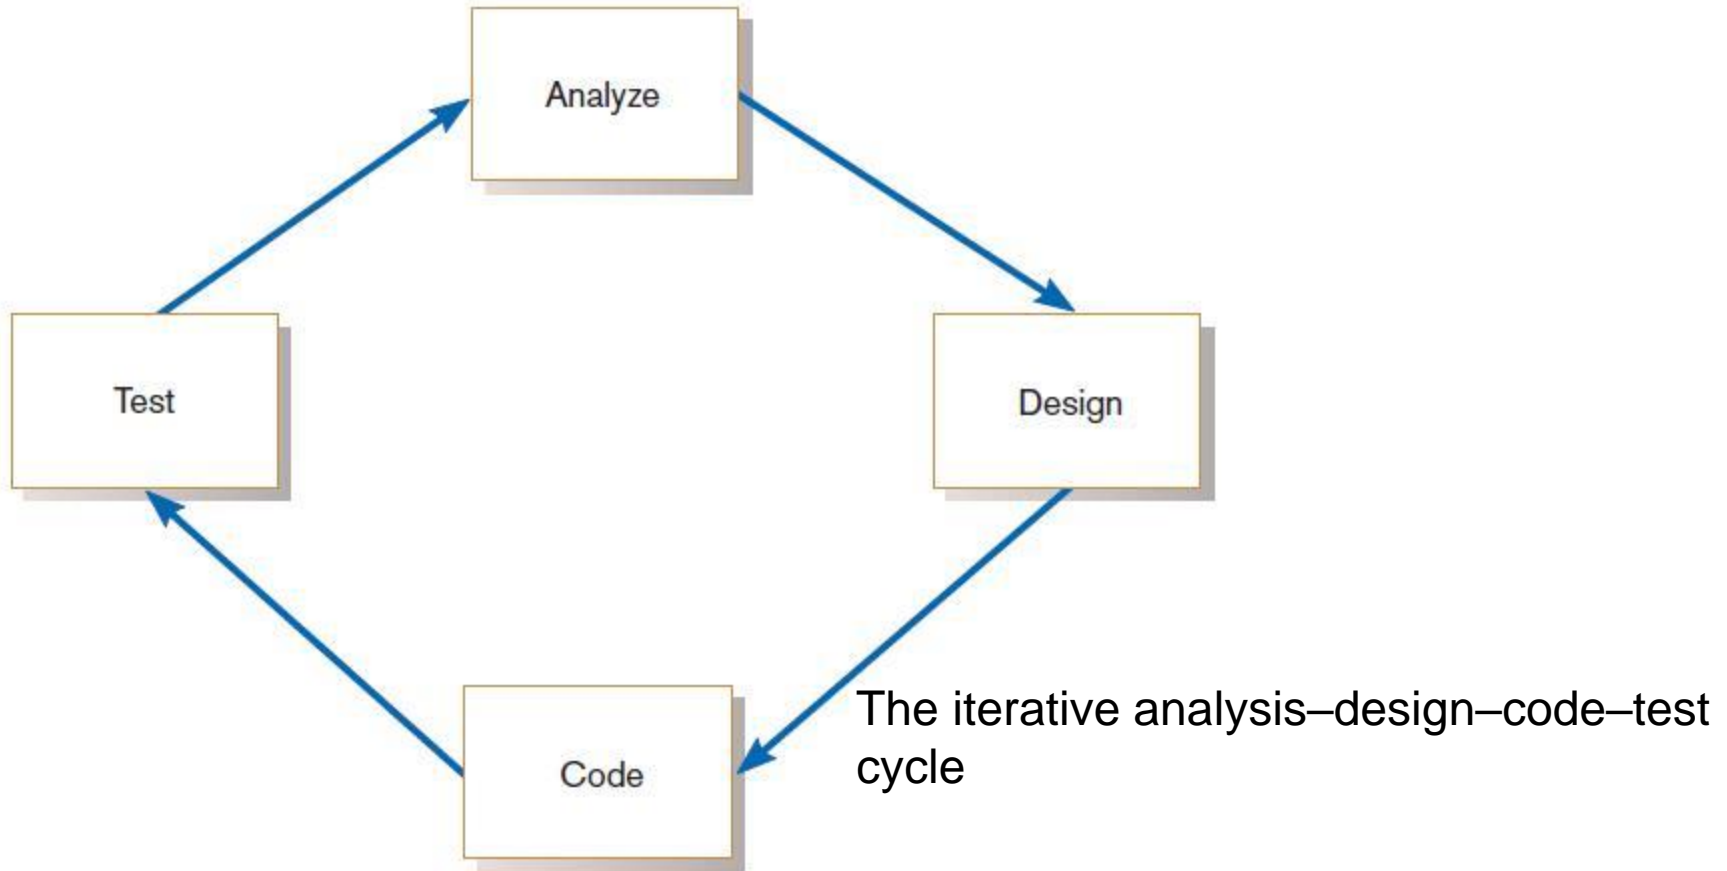 Analyze
Test
Design
Code
The iterative analysis–design–code–test
cycle